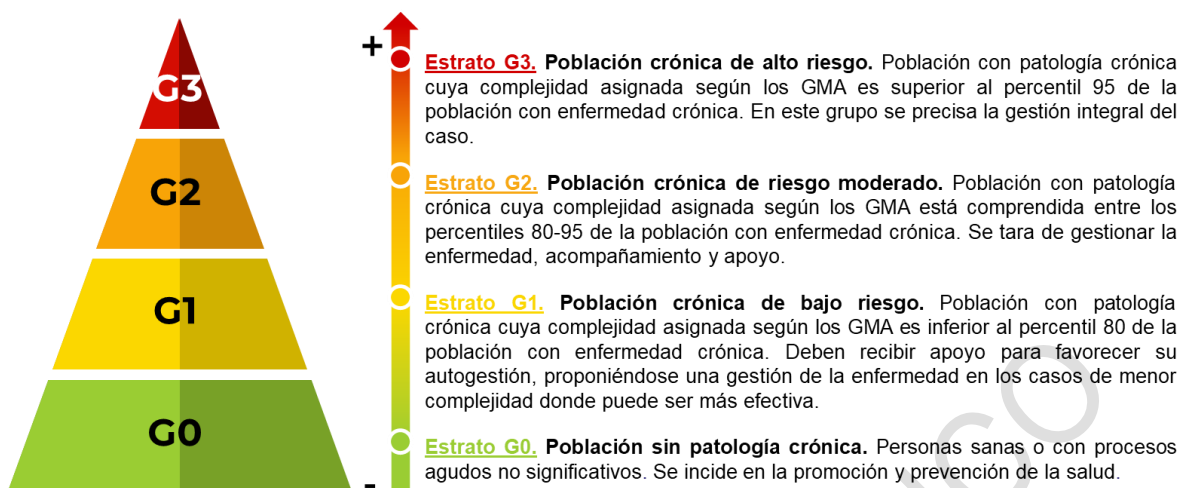 G3
G2
G1
G0
+
-
Estrato G3. Población crónica de alto riesgo. Población con patología crónica
cuya complejidad asignada según los GMA es superior al percentil 95 de la
población con enfermedad crónica. En este grupo se precisa la gestión integral del
caso.
Estrato G2. Población crónica de riesgo moderado. Población con patología
crónica cuya complejidad asignada según los GMA está comprendida entre los
percentiles 80-95 de la población con enfermedad crónica. Se tara de gestionar la
enfermedad, acompañamiento y apoyo.
Estrato G1. Población crónica de bajo riesgo. Población con patología
crónica cuya complejidad asignada según los GMA es inferior al percentil 80 de la
población con enfermedad crónica. Deben recibir apoyo para favorecer su
autogestión, proponiéndose una gestión de la enfermedad en los casos de menor
complejidad donde puede ser más efectiva.
Estrato G0. Población sin patología crónica. Personas sanas o con procesos
agudos no significativos. Se incide en la promoción y prevención de la salud.